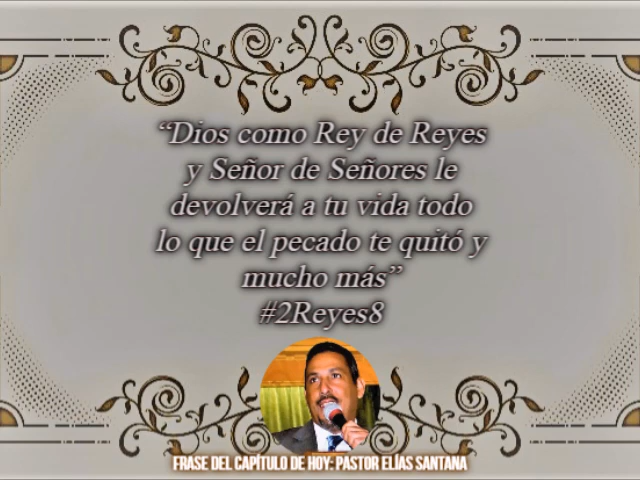 “Dios como Rey de Reyes
y Señor de Señores le
devolverá a tu vida todo
lo que el pecado te quitó y
mucho más”
#2Reyes8
FRASE DEL CAPÍTULO DE HOY: PASTOR ELÍAS SANTANA